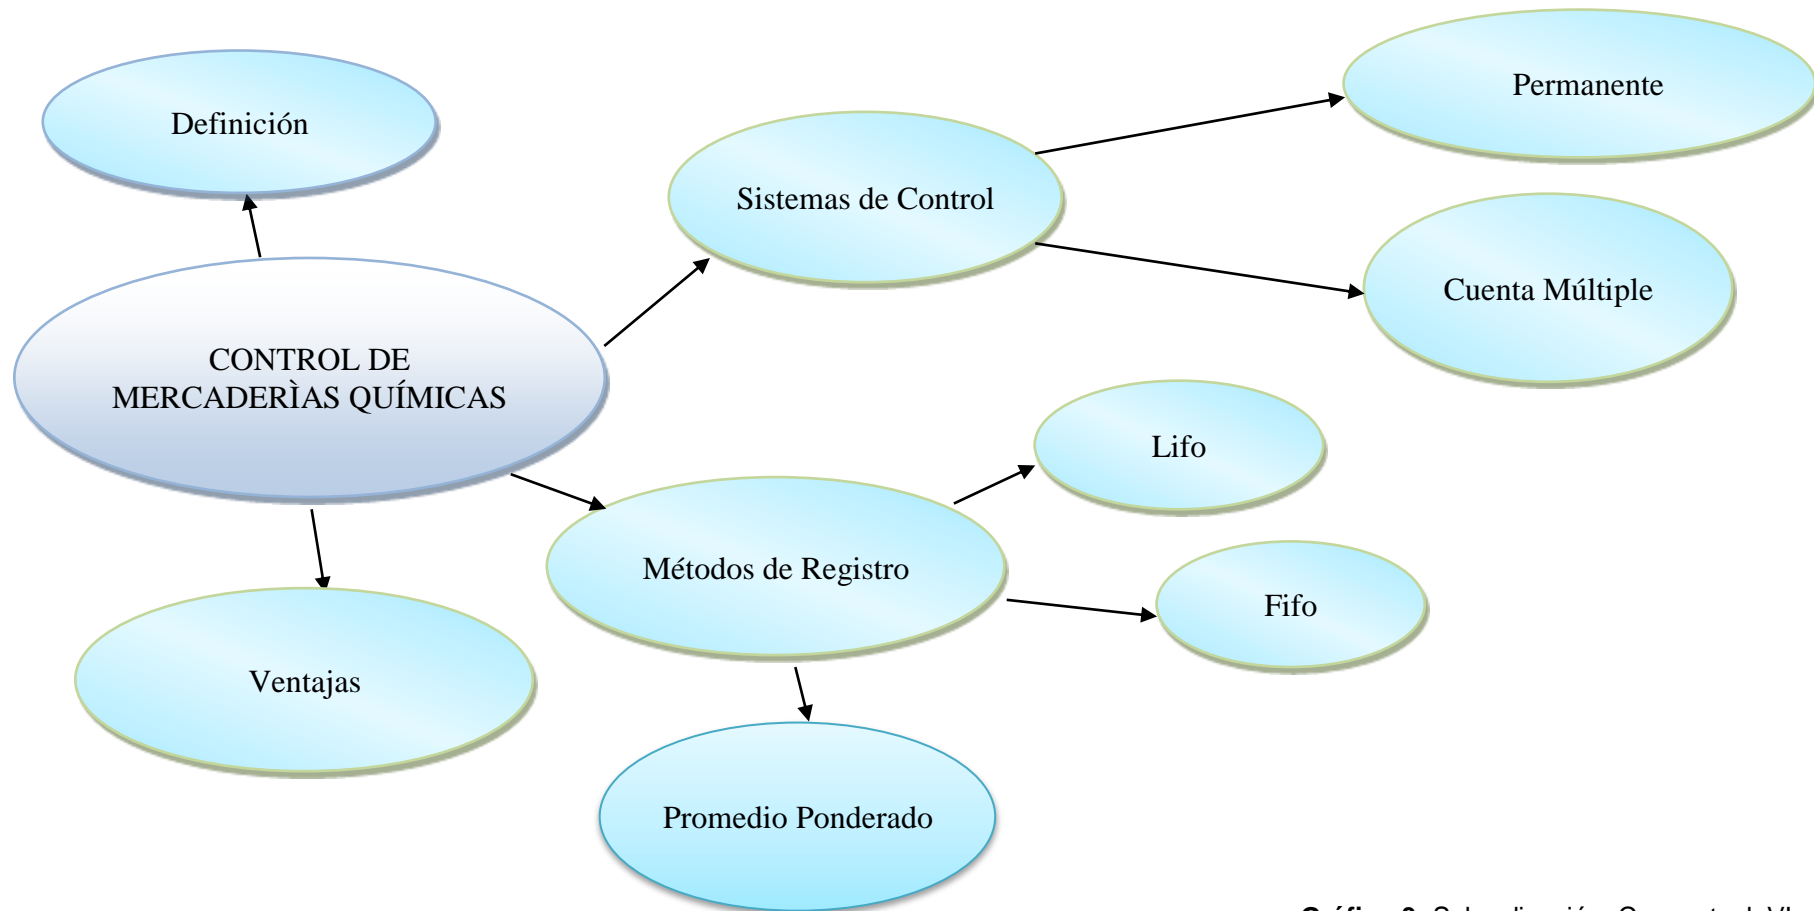 Definición
CONTROL DE
MERCADERÌAS QUÍMICAS
Ventajas
Sistemas de Control
Permanente
Cuenta Múltiple
Métodos de Registro
Lifo
Fifo
Promedio Ponderado